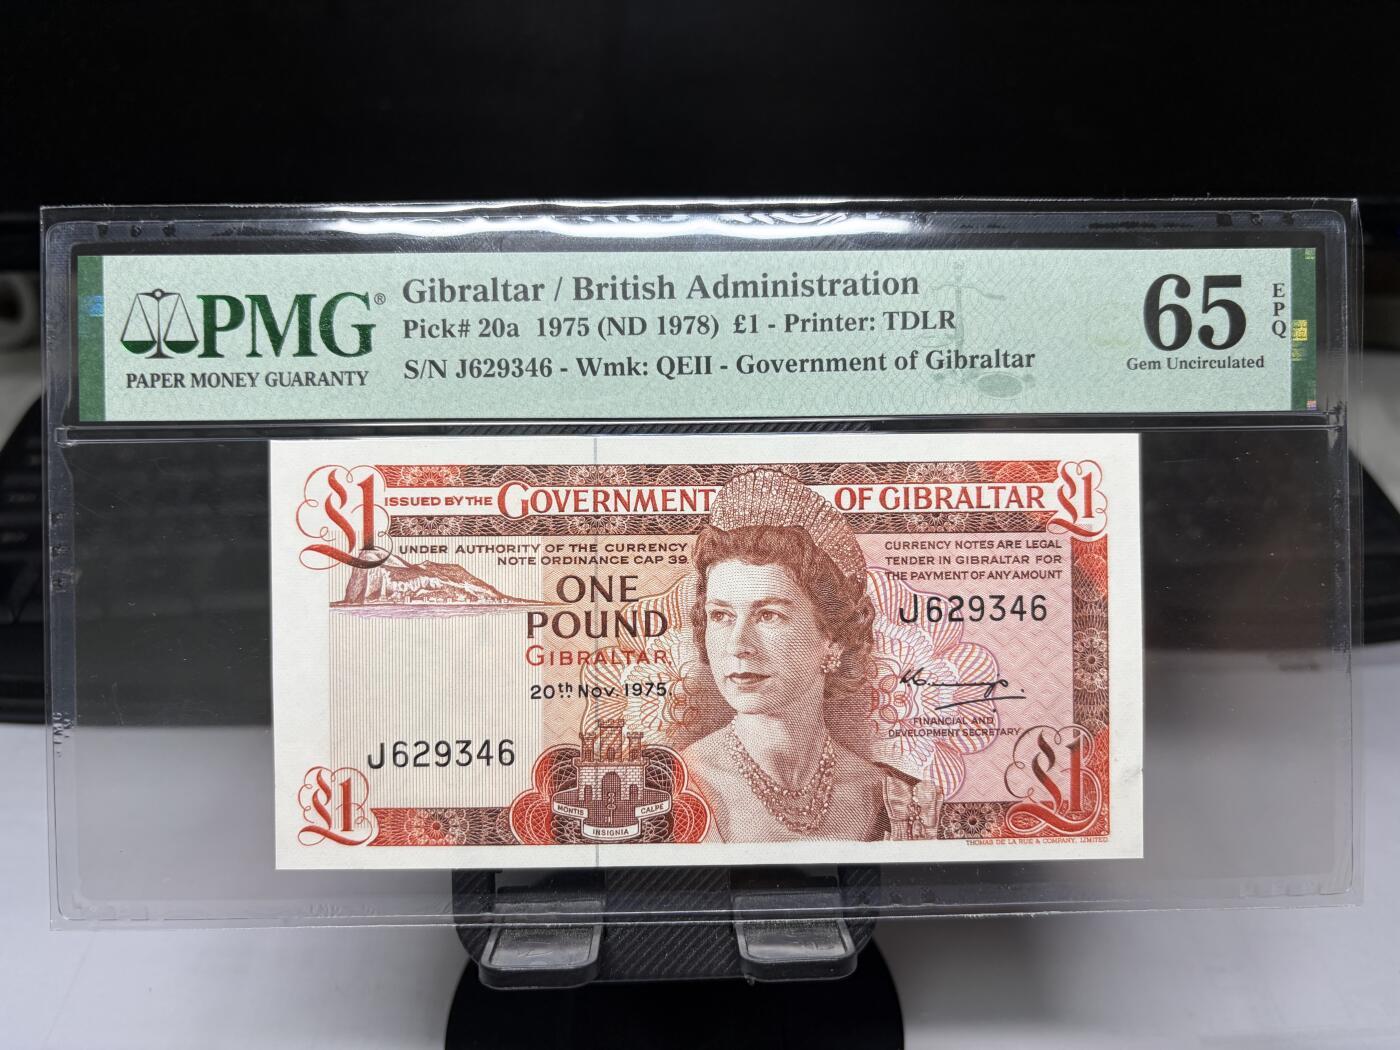 PMG®
PAPER MONEY GUARANTY
Gibraltar / British Administration
Pick# 20a 1975 (ND 1978) £1 - Printer: TDLR
S/N J629346 - Wmk: QEII - Government of Gibraltar
65
EPQ
Gem Uncirculated
£1 ISSUED BY THE GOVERNMENT OF GIBRALTAR £1
UNDER AUTHORITY OF THE CURRENCY
NOTE ORDINANCE CAP 39.
CURRENCY NOTES ARE LEGAL
TENDER IN GIBRALTAR FOR
THE PAYMENT OF ANY AMOUNT
ONE
POUND
GIBRALTAR,
20th Nov. 1975
J629346
FINANCIAL AND
DEVELOPMENT SECRETARY
J629346
£1
MONTIS INSIGNIA CALPE
£1
THOMAS DE LA RUE & COMPANY, LIMITED.